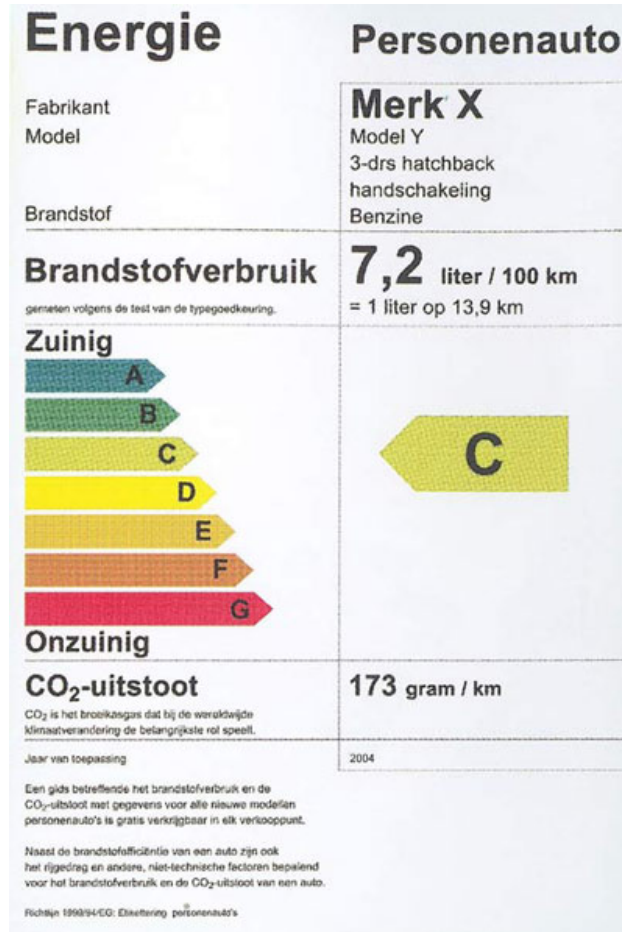 Energie
Personenauto
Fabrikant
Merk X
Model
Model Y
3-drs hatchback
handschakeling
Brandstof
Benzine
Brandstofverbruik
7,2 liter / 100 km
gemeten volgens de test van de typegoedkeuring.
= 1 liter op 13,9 km
Zuinig
A
B
C
C
D
E
F
G
Onzuinig
CO2-uitstoot
173 gram / km
CO2 is het broeikasgas dat bij de wereldwijde
klimaatverandering de belangrijkste rol speelt.
Jaar van toepassing
2004
Een gids betreffende het brandstofverbruik en de
CO2-uitstoot met gegevens voor alle nieuwe modellen
personenauto's is gratis verkrijgbaar in elk verkooppunt.
Naast de brandstofefficiëntie van een auto zijn ook
het rijgedrag en andere, niet-technische factoren bepalend
voor het brandstofverbruik en de CO2-uitstoot van een auto.
Richtlijn 1999/94/EG: Etikettering personenauto's